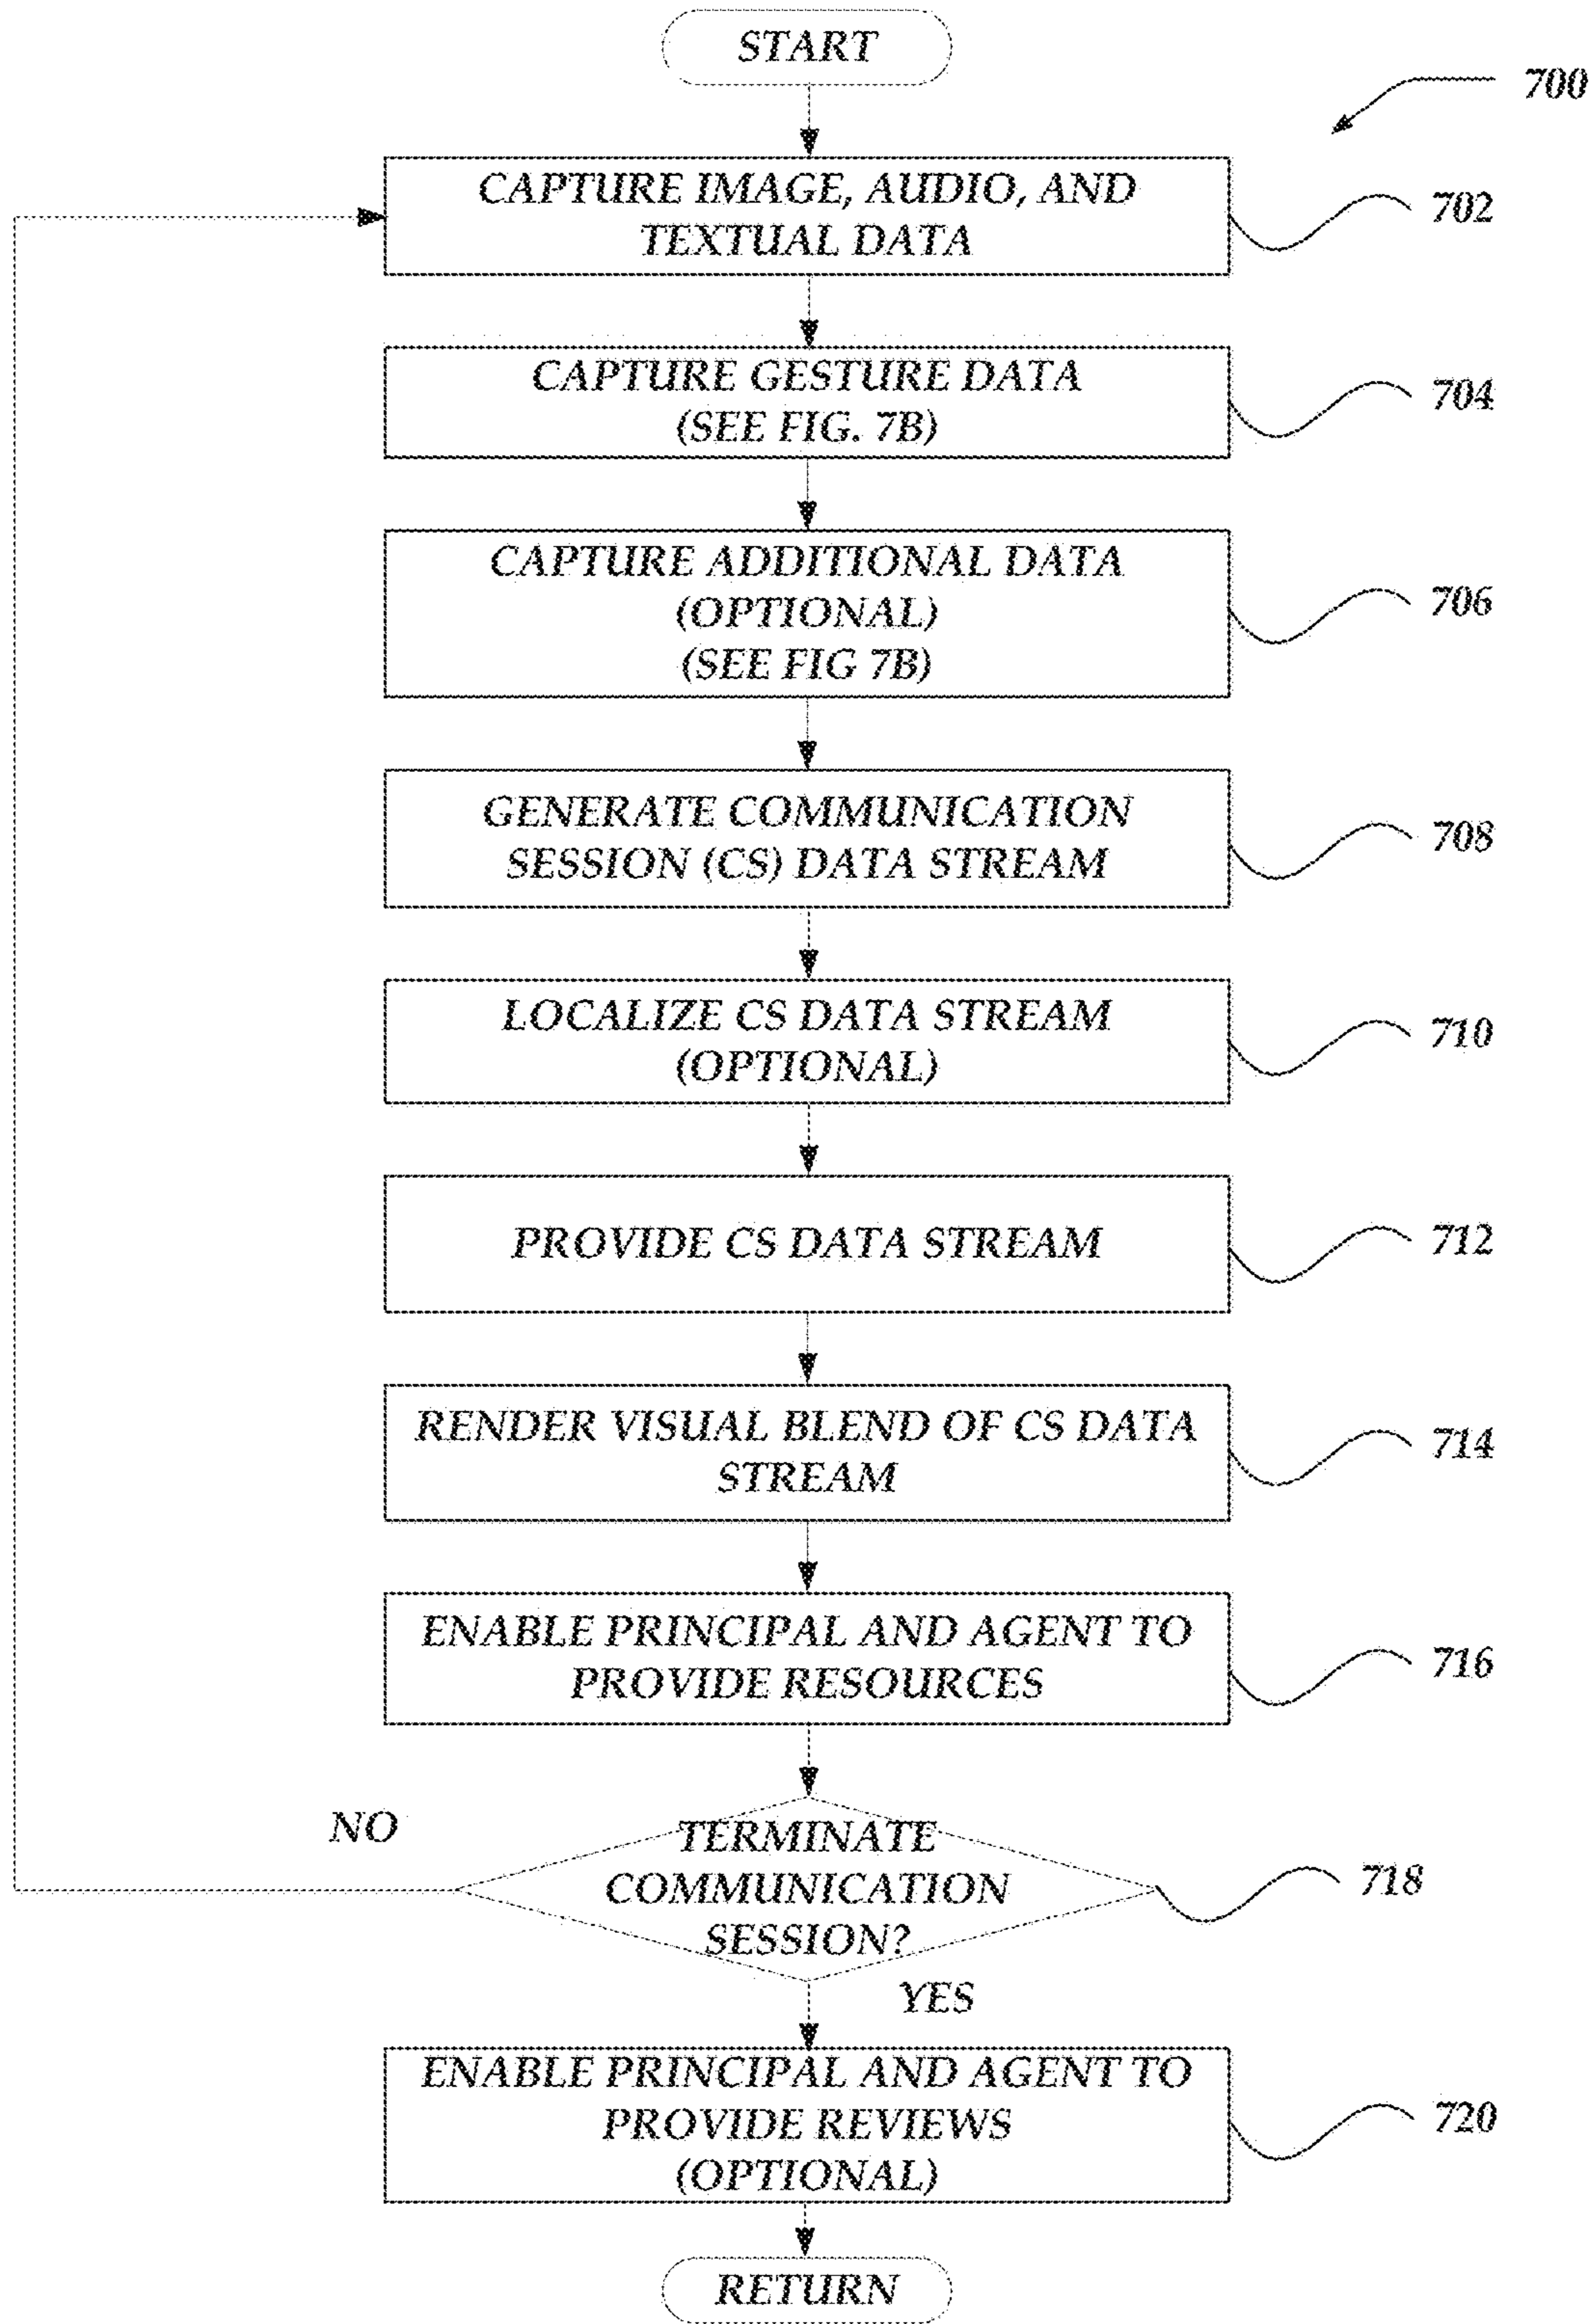 START
700
CAPTURE IMAGE, AUDIO, AND
TEXTUAL DATA
702
CAPTURE GESTURE DATA
(SEE FIG. 7B)
704
CAPTURE ADDITIONAL DATA
(OPTIONAL)
(SEE FIG 7B)
706
GENERATE COMMUNICATION
SESSION (CS) DATA STREAM
708
LOCALIZE CS DATA STREAM
(OPTIONAL)
710
PROVIDE CS DATA STREAM
712
RENDER VISUAL BLEND OF CS DATA
STREAM
714
ENABLE PRINCIPAL AND AGENT TO
PROVIDE RESOURCES
716
NO
TERMINATE
COMMUNICATION
SESSION?
718
YES
ENABLE PRINCIPAL AND AGENT TO
PROVIDE REVIEWS
(OPTIONAL)
720
RETURN